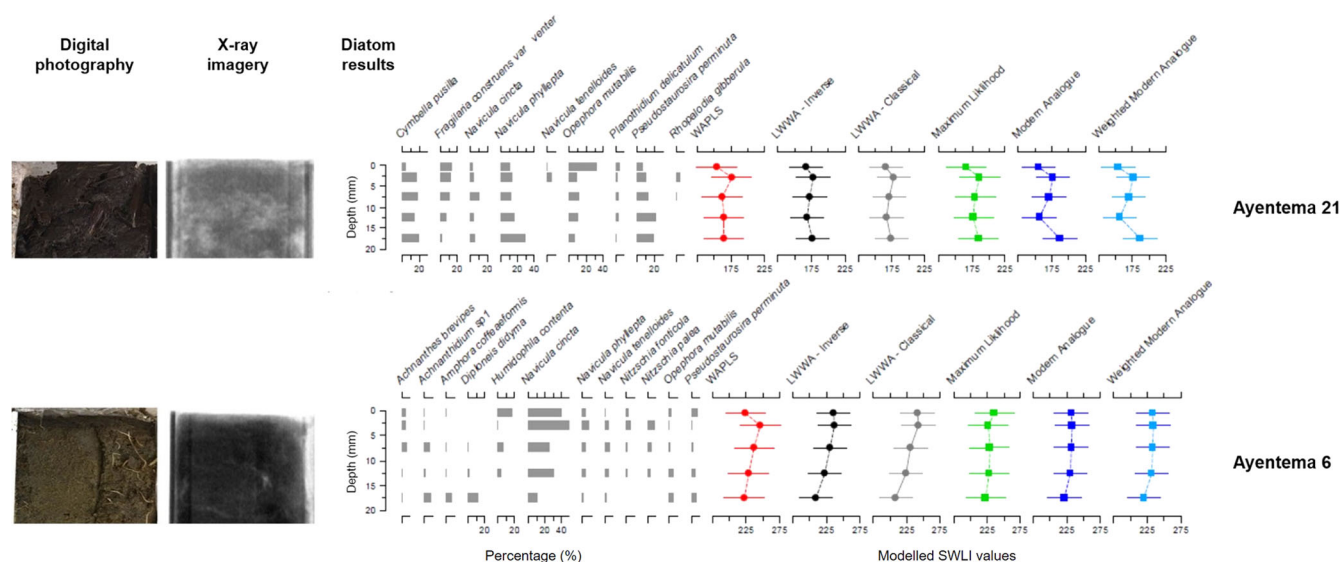 Digital photography
X-ray imagery
Diatom results
Cymbella pusilla
Fragilaria construens var venter
Navicula cincta
Navicula phyllepta
Navicula tenelloides
Opephora mutabilis
Planothidium delicatulum
Pseudostaurosira perminuta
Rhopalodia gibberula
WAPLS
LWWA - Inverse
LWWA - Classical
Maximum Liklihood
Modern Analogue
Weighted Modern Analogue
Depth (mm)
0
5
10
15
20
20 20 20 20 40 20 40 20
175 225 175 225 175 225 175 225 175 225 175 225
Ayentema 21
Achnanthes brevipes
Achnanthidium sp1
Amphora coffeaeformis
Diploneis didyma
Humidophila contenta
Navicula cincta
Navicula phyllepta
Navicula tenelloides
Nitzschia fonticola
Nitzschia palea
Opephora mutabilis
Pseudostaurosira perminuta
WAPLS
LWWA - Inverse
LWWA - Classical
Maximum Liklihood
Modern Analogue
Weighted Modern Analogue
Depth (mm)
0
5
10
15
20
20 20 20 40
225 275 225 275 225 275 225 275 225 275 225 275
Ayentema 6
Percentage (%)
Modelled SWLI values